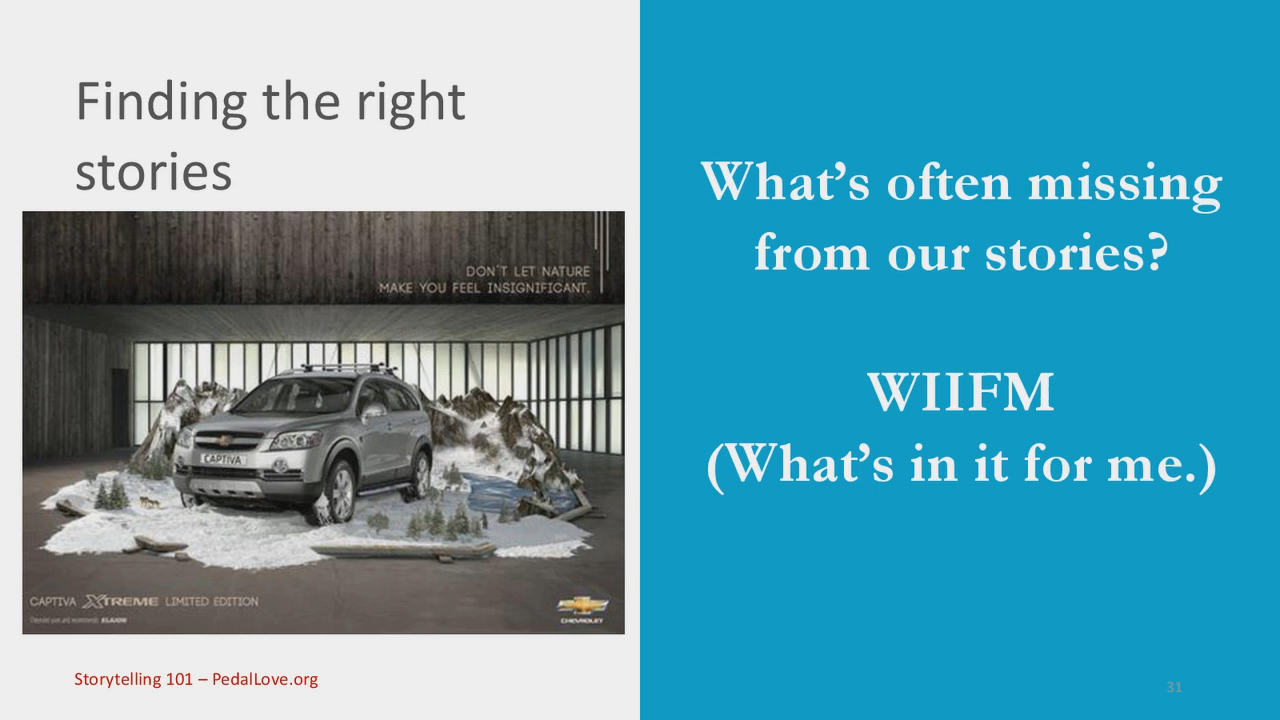 Finding the right
stories
DON'T LET NATURE
MAKE YOU FEEL INSIGNIFICANT.
CAPTIVA
CAPTIVA XTREME LIMITED EDITION
CHEVROLET
Storytelling 101 – PedalLove.org
What's often missing
from our stories?
WIIFM
(What's in it for me.)
31